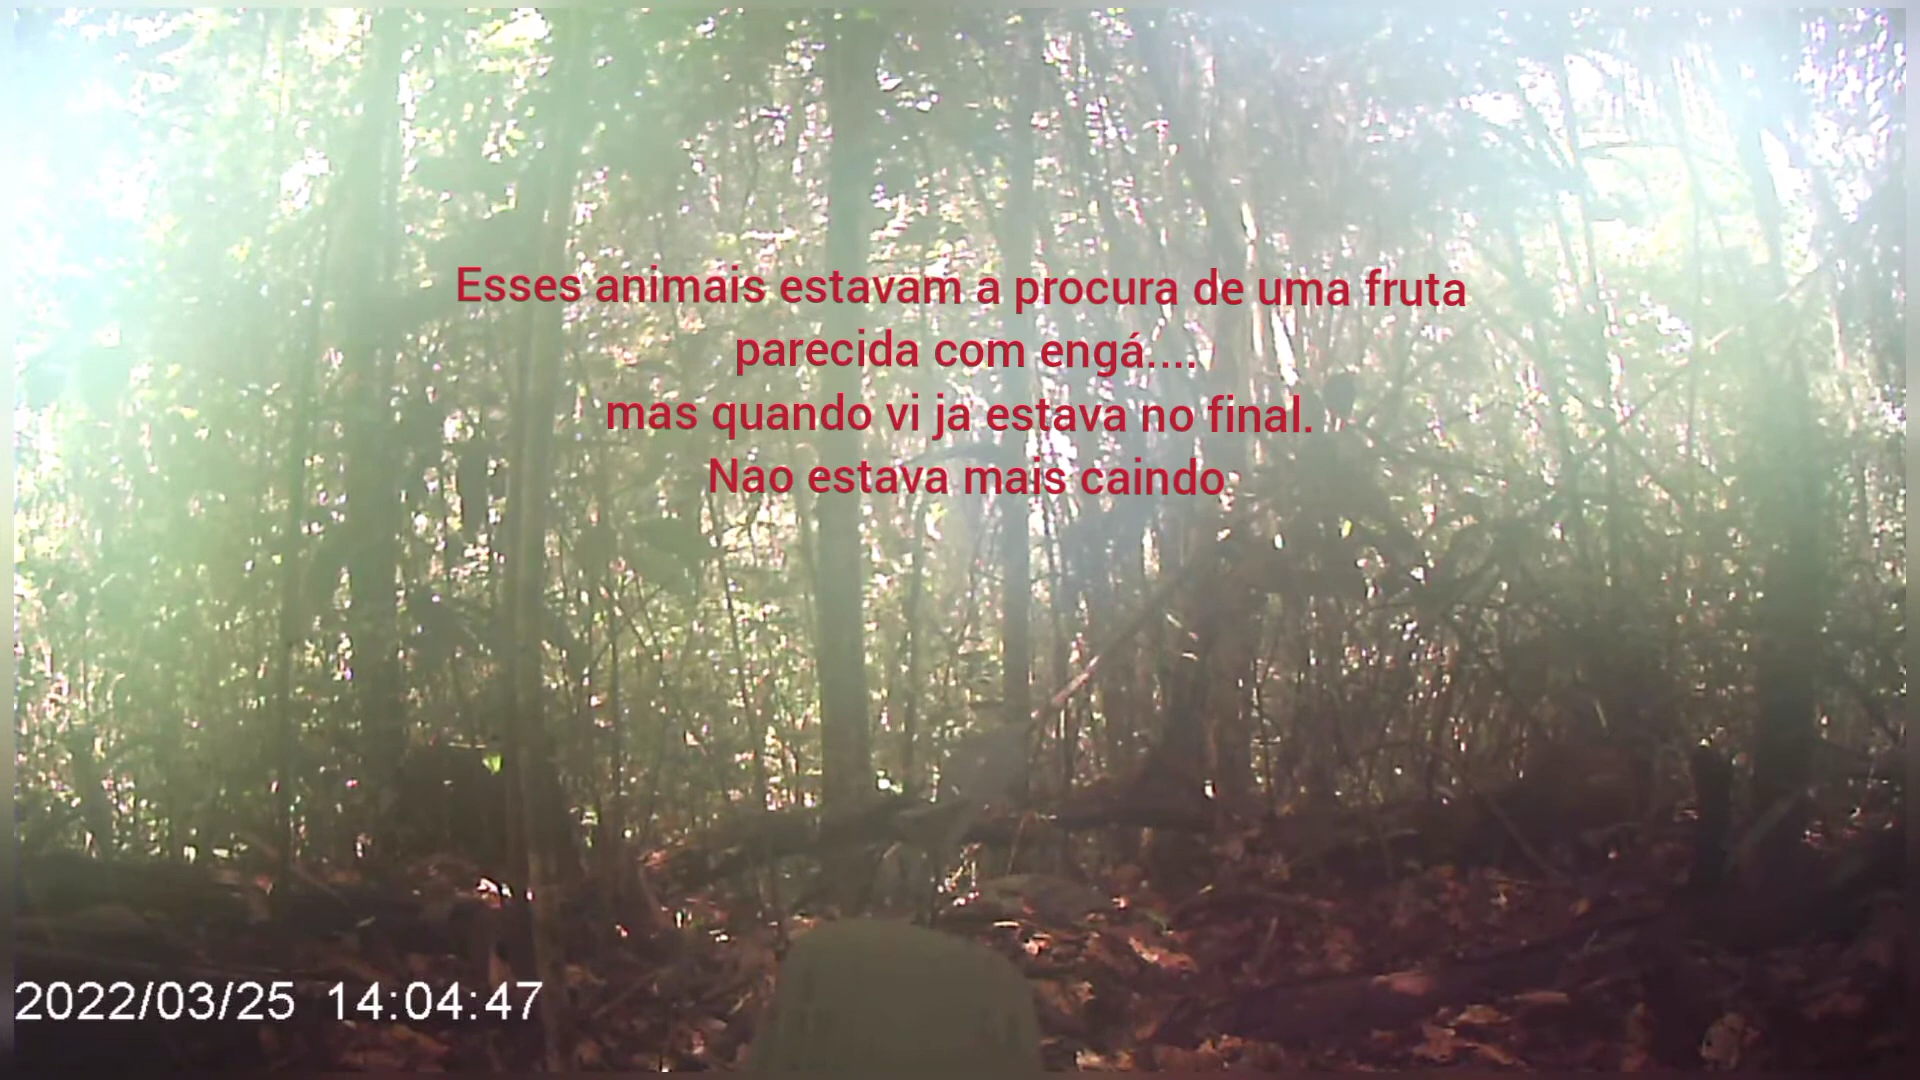 Esses animais estavam a procura de uma fruta
parecida com engá....
mas quando vi ja estava no final.
Nao estava mais caindo
2022/03/25 14:04:47